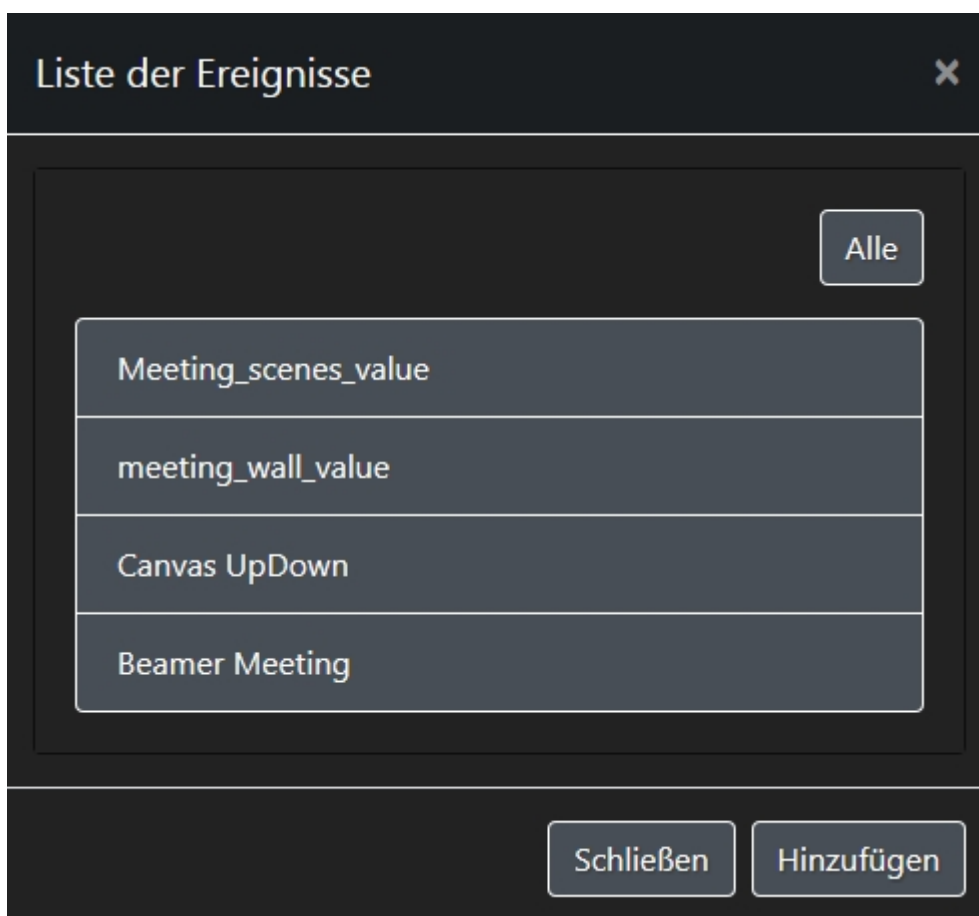 Liste der Ereignisse
Alle
Meeting_scenes_value
meeting_wall_value
Canvas UpDown
Beamer Meeting
Schließen Hinzufügen